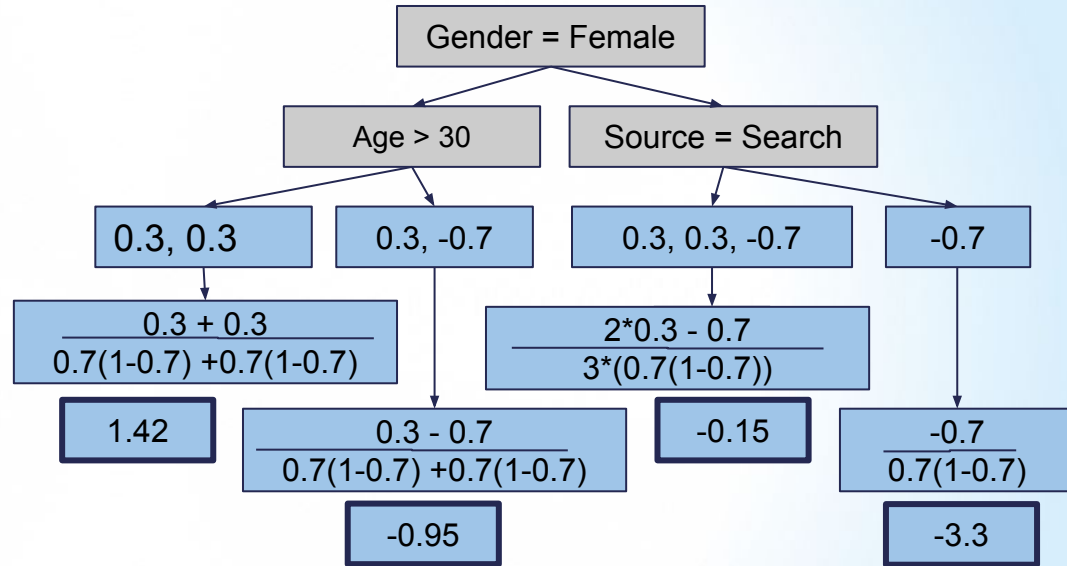 Gender = Female
Age > 30
Source = Search
0.3, 0.3
0.3, -0.7
0.3, 0.3, -0.7
-0.7
0.3 + 0.3
0.7(1-0.7) +0.7(1-0.7)
2*0.3 - 0.7
3*(0.7(1-0.7))
1.42
0.3 - 0.7
0.7(1-0.7) +0.7(1-0.7)
-0.15
-0.7
0.7(1-0.7)
-0.95
-3.3